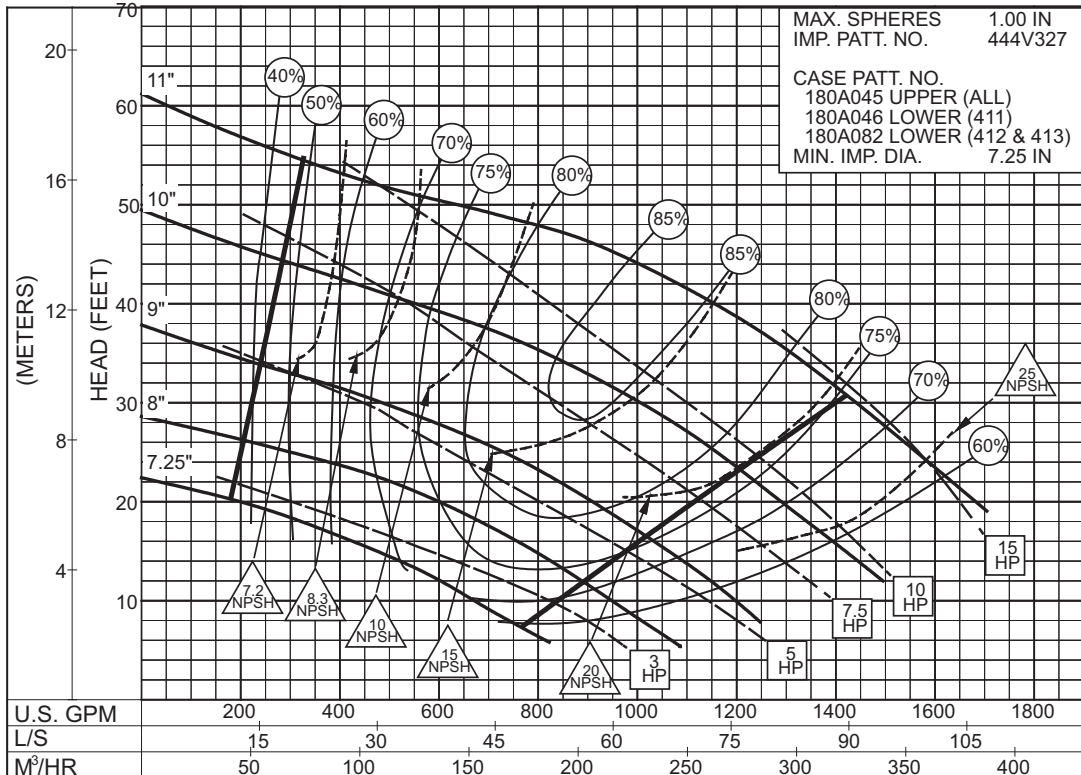 MAX. SPHERES 1.00 IN
IMP. PATT. NO. 444V327
CASE PATT. NO.
180A045 UPPER (ALL)
180A046 LOWER (411)
180A082 LOWER (412 & 413)
MIN. IMP. DIA. 7.25 IN
(METERS)
20
16
12
8
4
HEAD (FEET)
70
60
50
40
30
20
10
11"
10"
9"
8"
7.25"
40%
50%
60%
70%
75%
80%
85%
85%
80%
75%
70%
60%
25
NPSH
7.2
NPSH
8.3
NPSH
10
NPSH
15
NPSH
20
NPSH
3
HP
5
HP
7.5
HP
10
HP
15
HP
U.S. GPM 200 400 600 800 1000 1200 1400 1600 1800
L/S 15 30 45 60 75 90 105
M³/HR 50 100 150 200 250 300 350 400